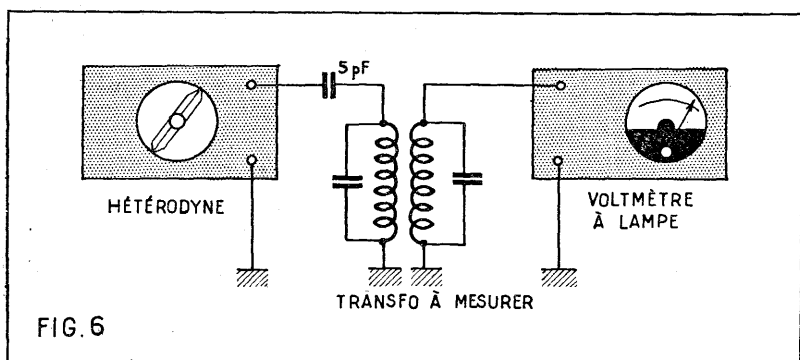 5 pF
HÉTÉRODYNE
VOLTMÈTRE
À LAMPE
TRANSFO À MESURER
FIG. 6